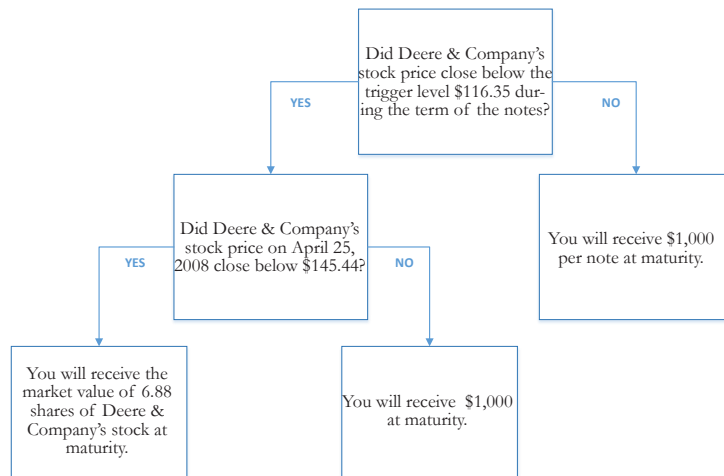 Did Deere & Company's
stock price close below the
trigger level $116.35 dur-
ing the term of the notes?
YES
NO
Did Deere & Company's
stock price on April 25,
2008 close below $145.44?
You will receive $1,000
per note at maturity.
YES
NO
You will receive the
market value of 6.88
shares of Deere &
Company's stock at
maturity.
You will receive $1,000
at maturity.